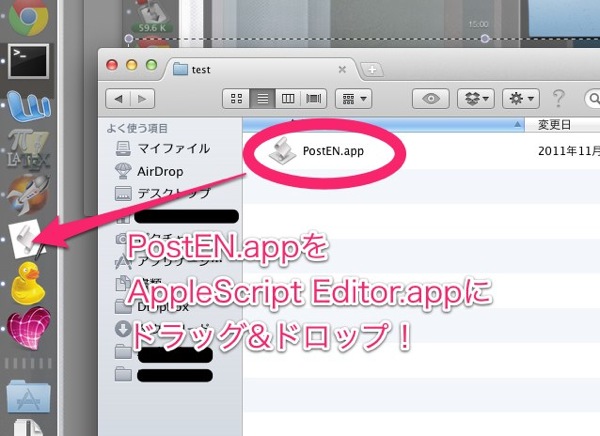 59.6 K
15:00
test
よく使う項目
変更日
マイファイル
PostEN.app
2011年11月
AirDrop
デスクトップ
PostEN.appを
AppleScript Editor.appに
Dropbox
ドラッグ&ドロップ！